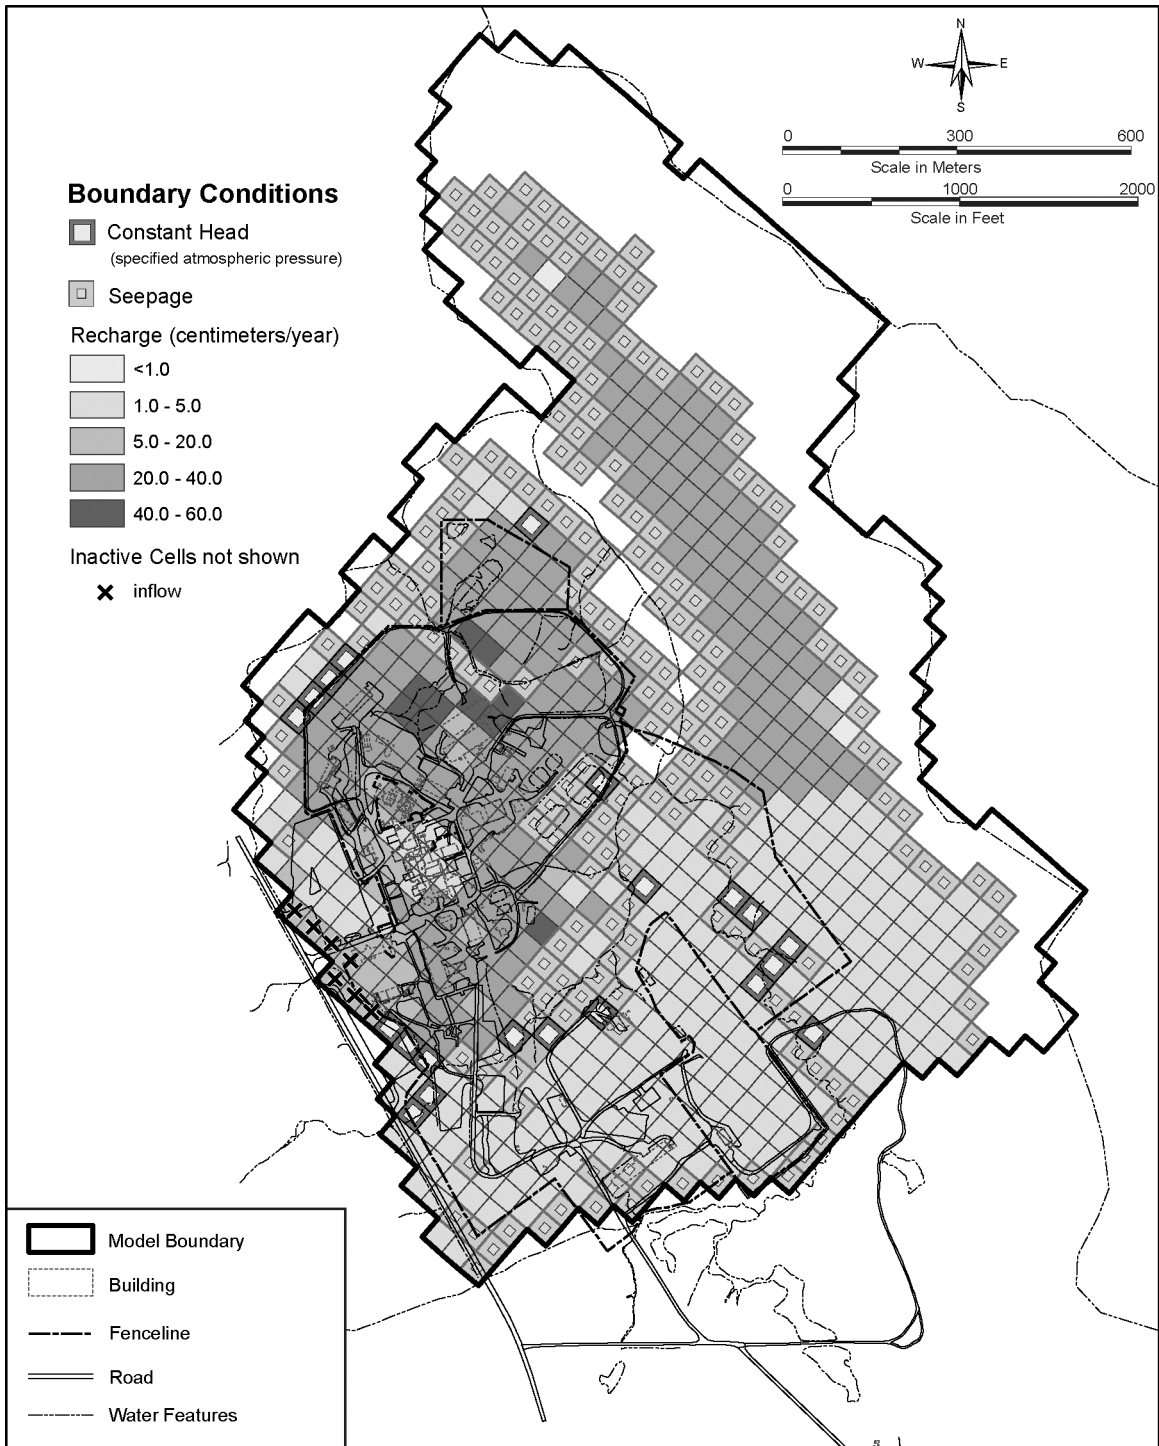 N
W
E
S
0 300 600
Scale in Meters
0 1000 2000
Scale in Feet
Boundary Conditions
Constant Head
(specified atmospheric pressure)
Seepage
Recharge (centimeters/year)
<1.0
1.0 - 5.0
5.0 - 20.0
20.0 - 40.0
40.0 - 60.0
Inactive Cells not shown
inflow
Model Boundary
Building
Fenceline
Road
Water Features